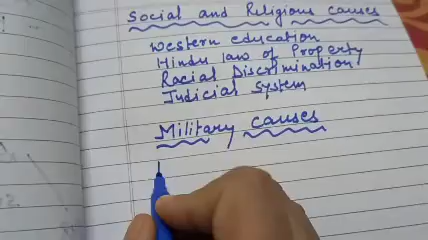 Social and Religious causes
Western education
Hindu law of Property
Racial Discrimination
Judicial System
Military causes